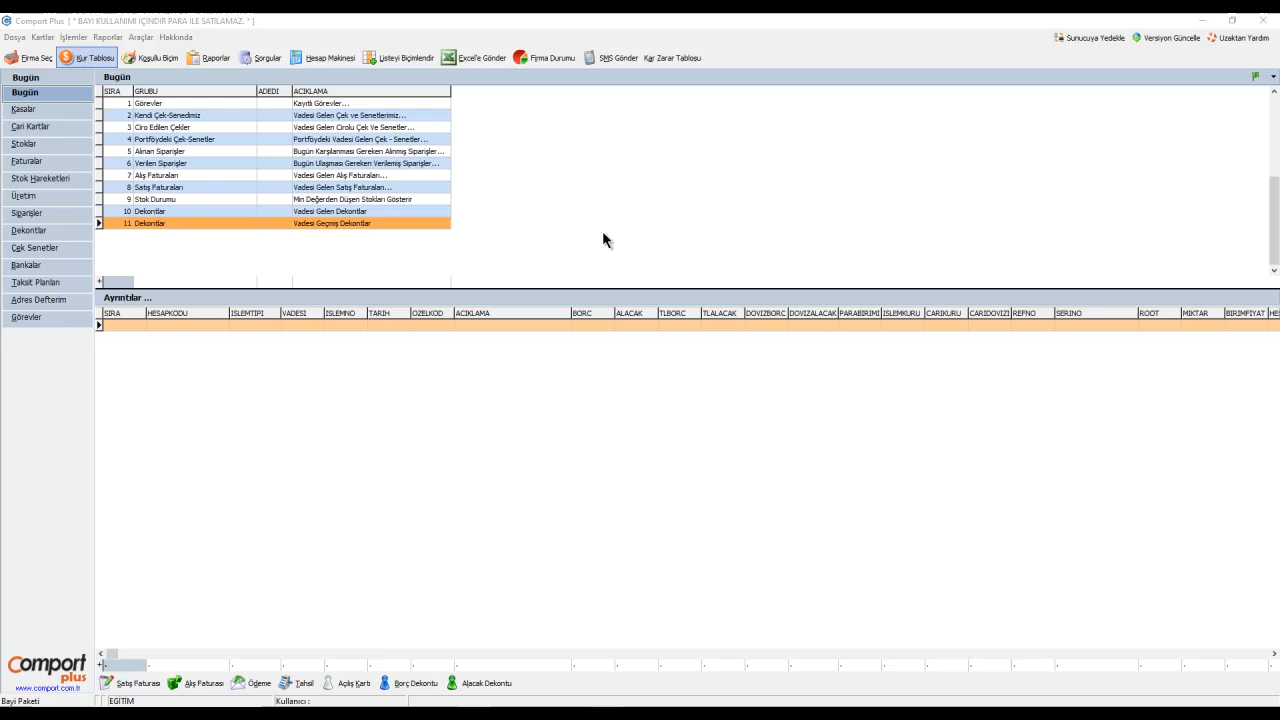 Comport Plus [ * BAYİ KULLANIMI İÇİNDİR PARA İLE SATILAMAZ. * ]
Dosya Kartlar İşlemler Raporlar Araçlar Hakkında
Sunucuya Yedekle Versiyon Güncelle Uzaktan Yardım
Firma Seç Kur Tablosu Koşullu Biçim Raporlar Sorgular Hesap Makinesi Listeyi Biçimlendir Excel'e Gönder Firma Durumu SMS Gönder Kar Zarar Tablosu
Bugün
Bugün
Kasalar
Cari Kartlar
Stoklar
Faturalar
Stok Hareketleri
Üretim
Siparişler
Dekontlar
Çek Senetler
Bankalar
Taksit Planları
Adres Defterim
Görevler
Bugün
SIRA GRUBU ADEDI ACIKLAMA
1 Görevler Kayıtlı Görevler...
2 Kendi Çek-Senedimiz Vadesi Gelen Çek ve Senetlerimiz...
3 Ciro Edilen Çekler Vadesi Gelen Cirolu Çek Ve Senetler...
4 Portföydeki Çek-Senetler Portföydeki Vadesi Gelen Çek - Senetler...
5 Alınan Siparişler Bugün Karşılanması Gereken Alınmış Siparişler...
6 Verilen Siparişler Bugün Ulaşması Gereken Verilemiş Siparişler...
7 Alış Faturaları Vadesi Gelen Alış Faturaları...
8 Satış Faturaları Vadesi Gelen Satış Faturaları...
9 Stok Durumu Min Değerden Düşen Stokları Gösterir
10 Dekontlar Vadesi Gelen Dekontlar
11 Dekontlar Vadesi Geçmiş Dekontlar
Ayrıntılar ...
SIRA HESAPKODU ISLEMTIPI VADESI ISLEMNO TARIH OZELKOD ACIKLAMA BORC ALACAK TLBORC TLALACAK DOVIZBORC DOVIZALACAK PARABIRIMI ISLEMKURU CARIKURU CARIDOVIZI REFNO SERINO ROOT MIKTAR BIRIMFIYAT HE
Satış Faturası Alış Faturası Ödeme Tahsil Açılış Kartı Borç Dekontu Alacak Dekontu
Comport
plus
www.comport.com.tr
Bayi Paketi EGİTİM Kullanıcı :